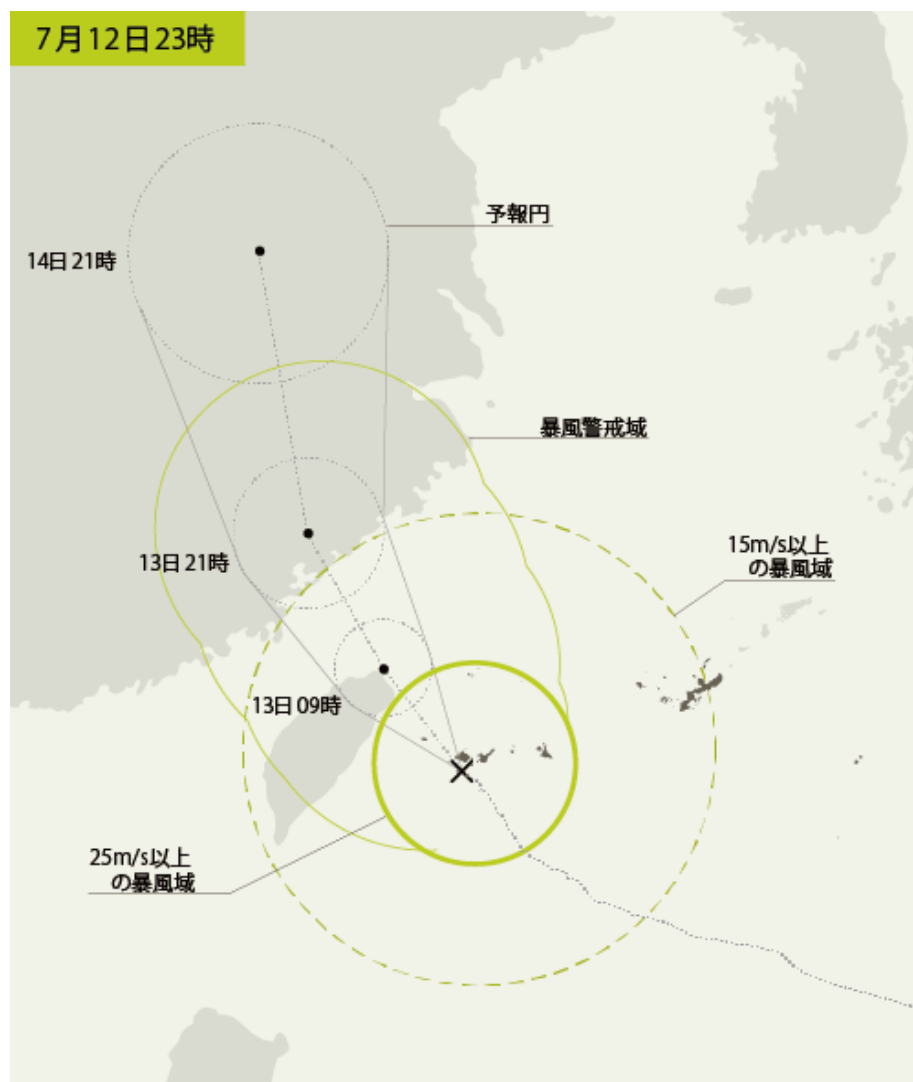 7月12日23時
予報円
14日21時
暴風警戒域
15m/s以上
の暴風域
13日21時
13日09時
25m/s以上
の暴風域